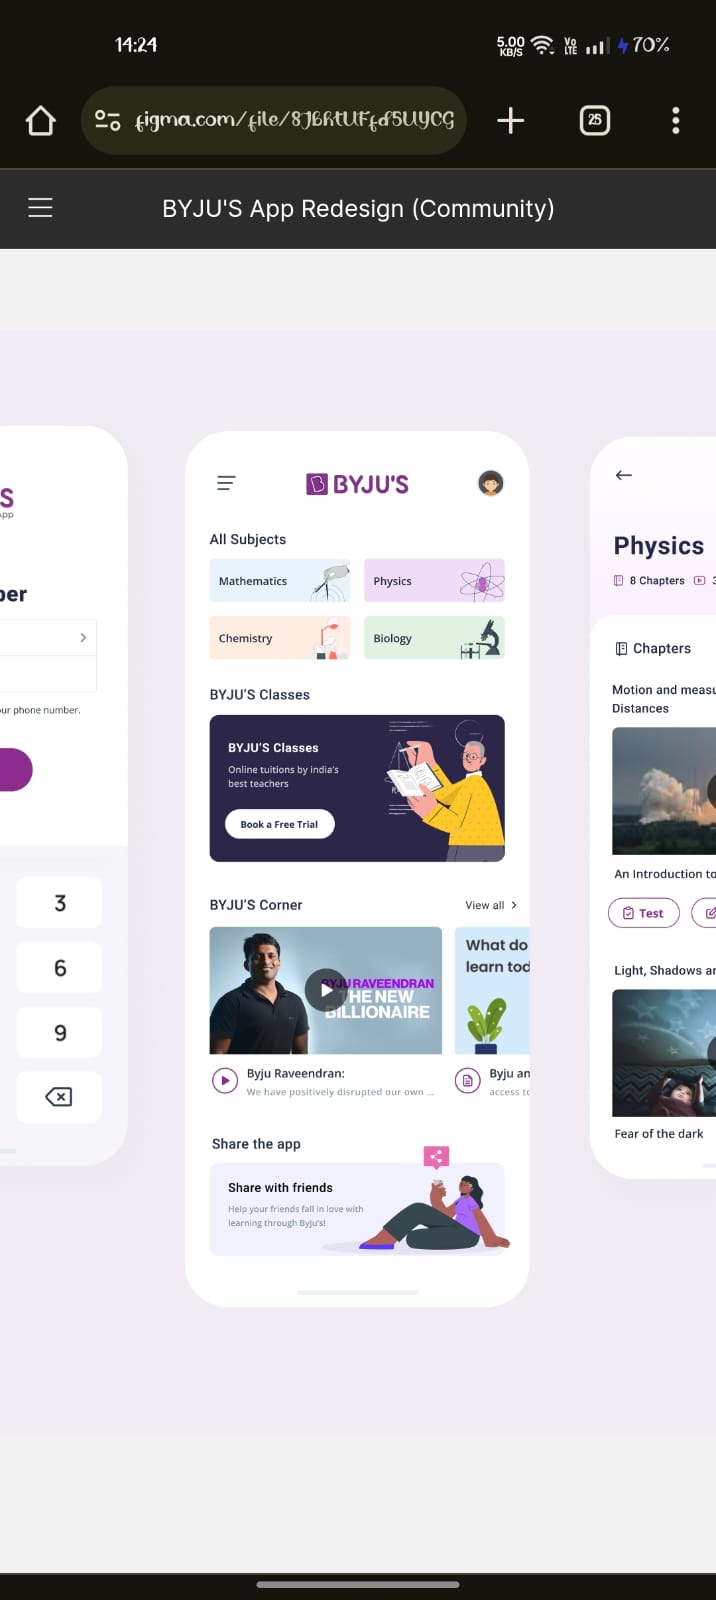 14:24
5.00
KB/S
Vo
LTE
70%
figma.com/file/8JbhtUFfd5UYCG
25
BYJU'S App Redesign (Community)
S
App
ber
our phone number.
3
6
9
BYJU'S
All Subjects
Mathematics
Physics
Chemistry
Biology
BYJU'S Classes
BYJU'S Classes
Online tuitions by india's
best teachers
Book a Free Trial
BYJU'S Corner
View all
BYJU RAVEENDRAN
THE NEW
BILLIONAIRE
What do
learn tod
Byju Raveendran:
We have positively disrupted our own ...
Byju an
access to
Share the app
Share with friends
Help your friends fall in love with
learning through Byju's!
Physics
8 Chapters
3
Chapters
Motion and measu
Distances
An Introduction to
Test
Light, Shadows an
Fear of the dark